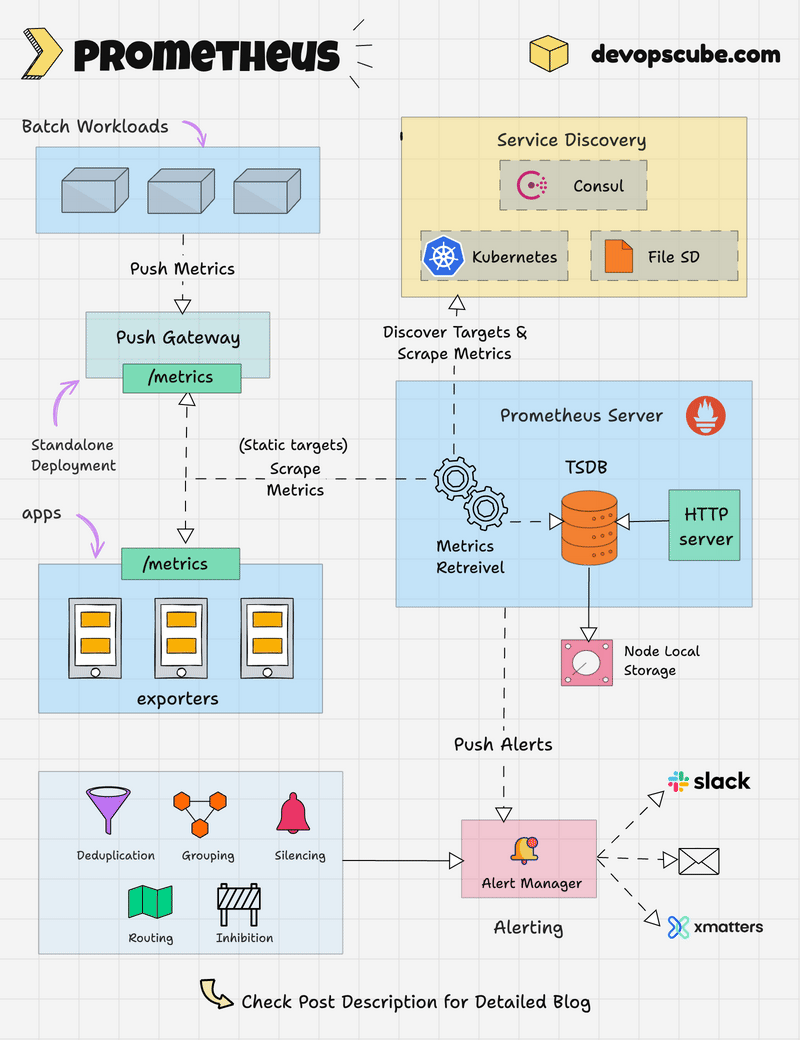 PROMETHEUS
devopscube.com
Batch Workloads
Push Metrics
Push Gateway
/metrics
Standalone
Deployment
apps
/metrics
exporters
(Static targets)
Scrape
Metrics
Service Discovery
Consul
Kubernetes
File SD
Discover Targets &
Scrape Metrics
Prometheus Server
TSDB
HTTP
server
Metrics
Retreivel
Node Local
Storage
Push Alerts
Deduplication
Grouping
Silencing
Routing
Inhibition
Alert Manager
Alerting
slack
xmatters
Check Post Description for Detailed Blog